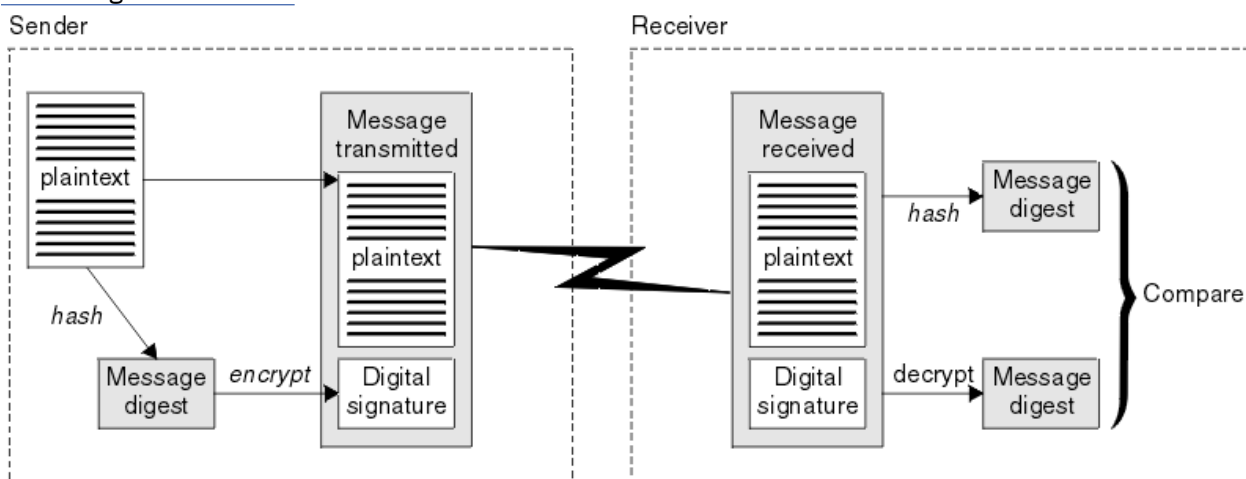 Sender
Receiver
Message
transmitted
plaintext
plaintext
hash
Message
digest
encrypt
Digital
signature
Message
received
plaintext
Digital
signature
hash
Message
digest
decrypt
Message
digest
Compare